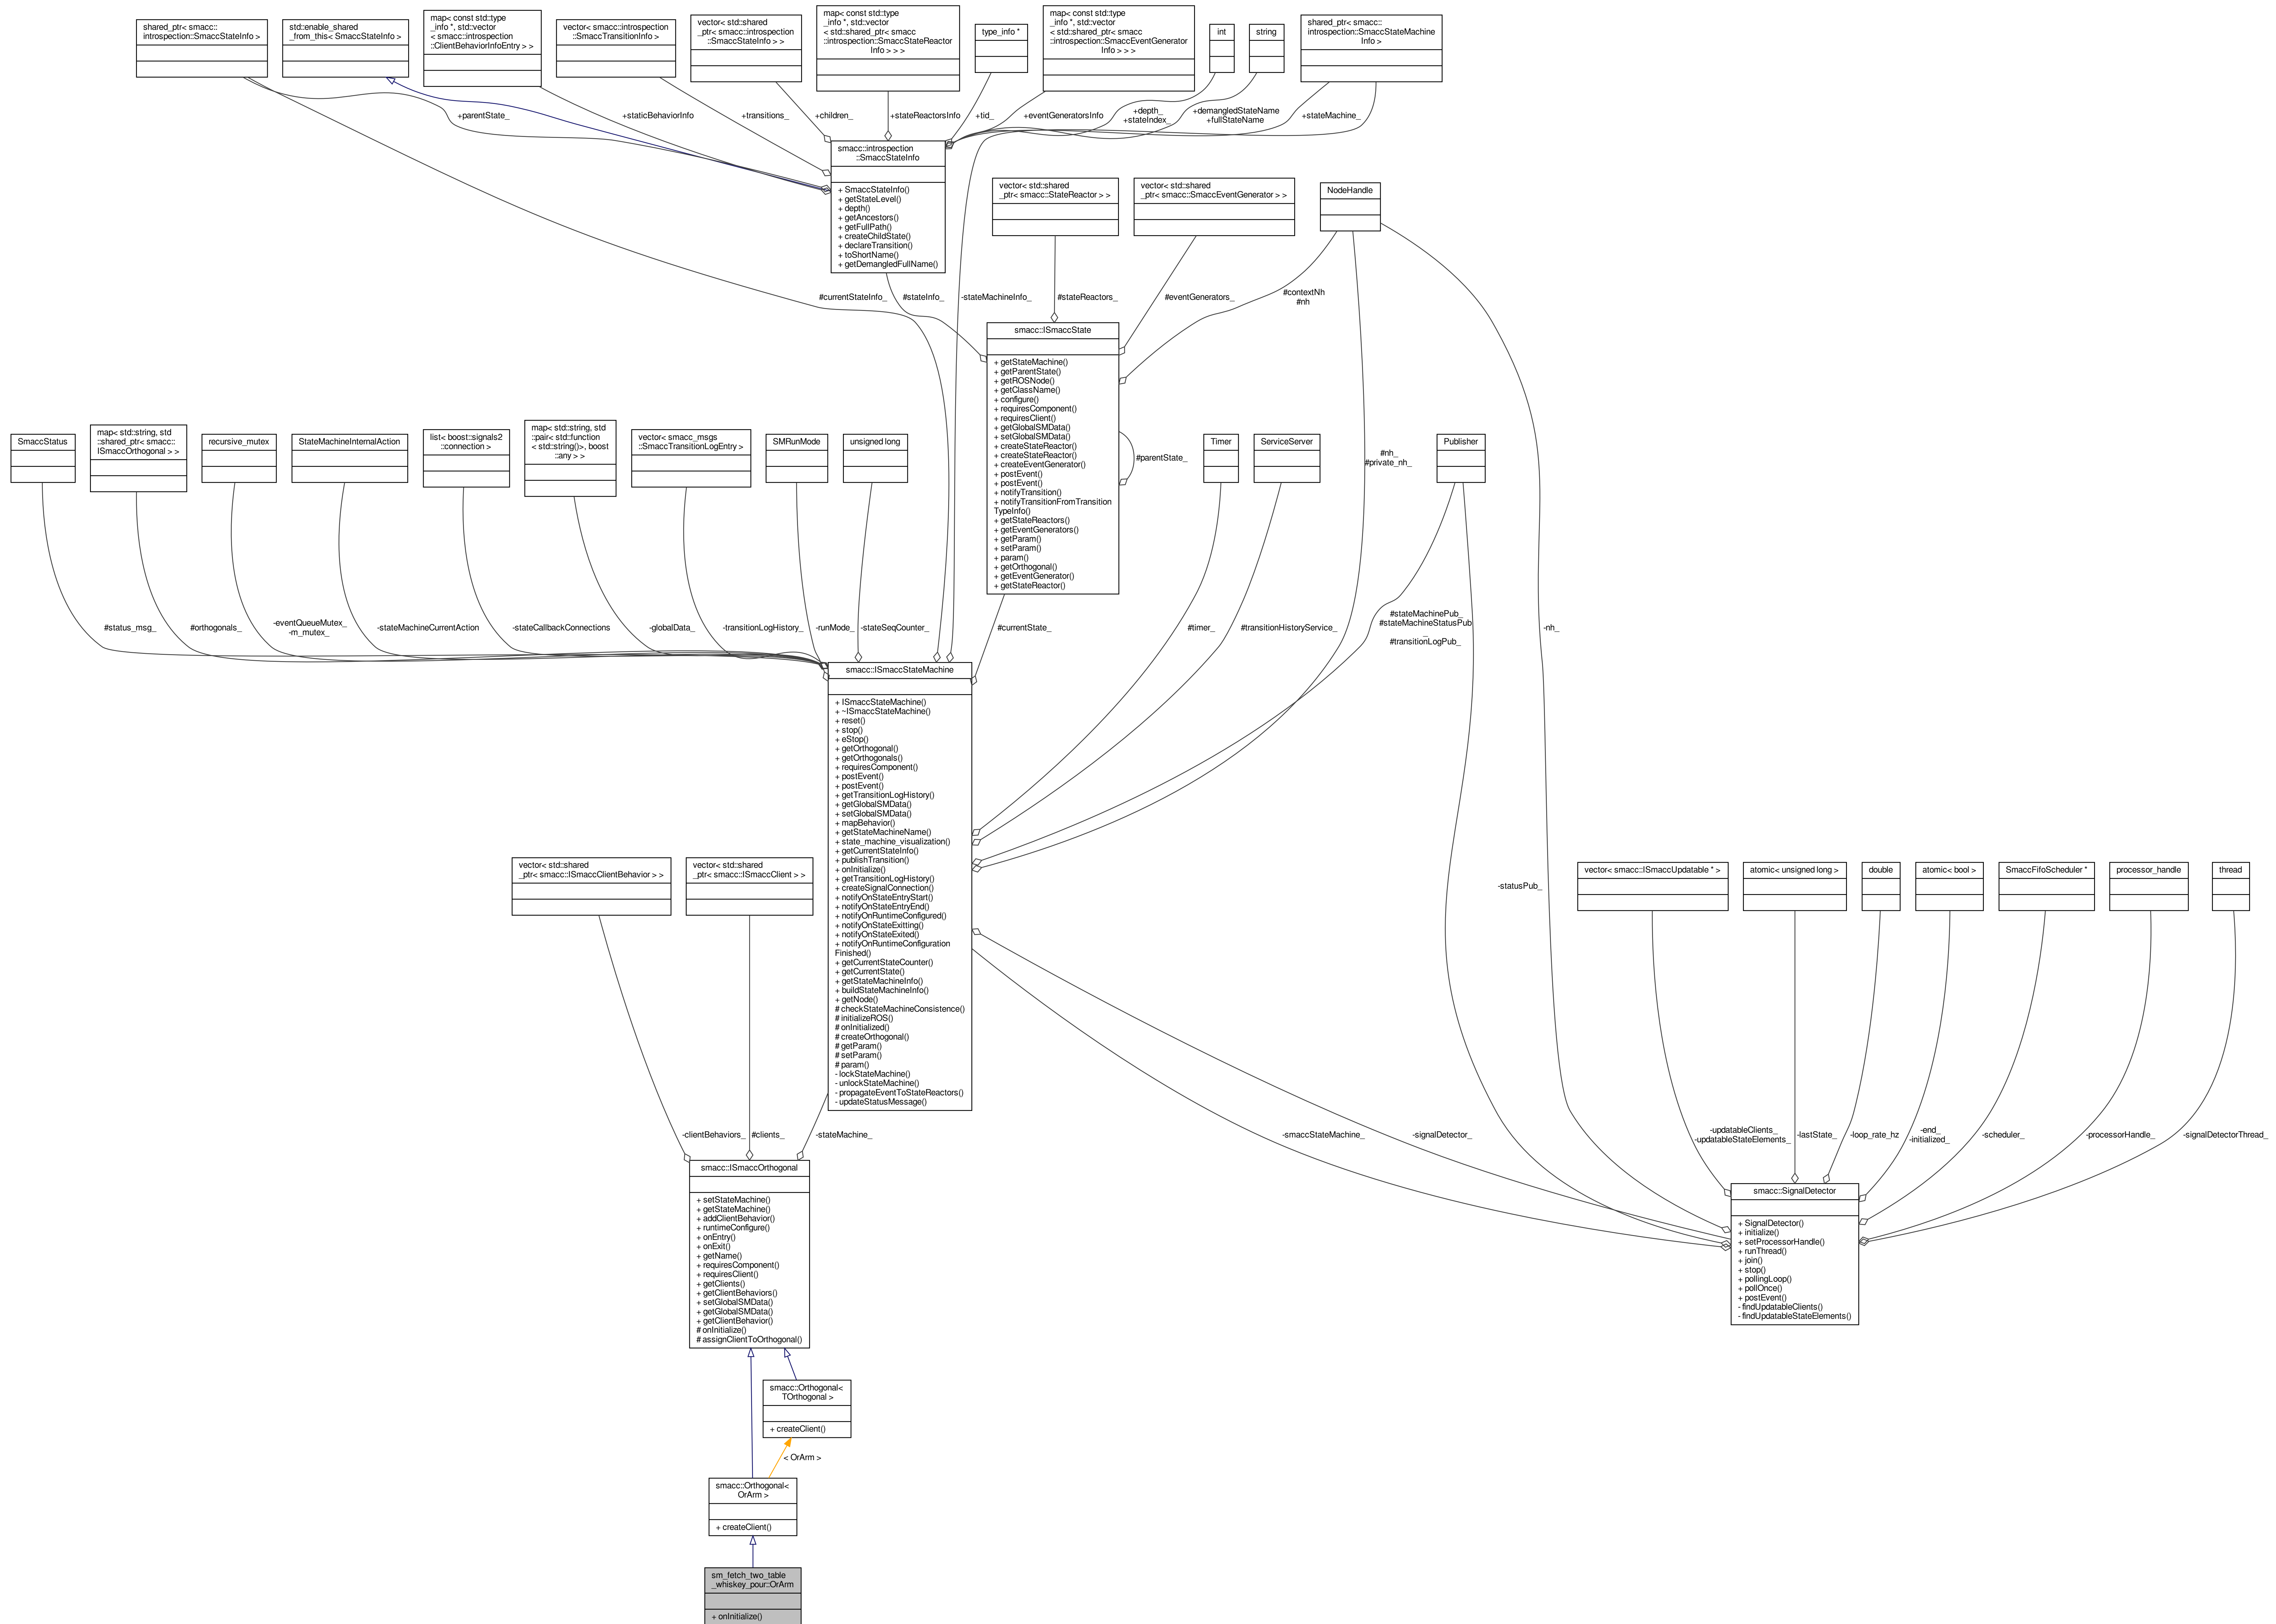 shared_ptr< smacc::
introspection::SmaccStateInfo >
std::enable_shared
_from_this< SmaccStateInfo >
map< const std::type
_info *, std::vector
< smacc::introspection
::ClientBehaviorInfoEntry > >
vector< smacc::introspection
::SmaccTransitionInfo >
vector< std::shared
_ptr< smacc::introspection
::SmaccStateInfo > >
map< const std::type
_info *, std::vector
< std::shared_ptr< smacc
::introspection::SmaccStateReactor
Info > > >
type_info *
map< const std::type
_info *, std::vector
< std::shared_ptr< smacc
::introspection::SmaccEventGenerator
Info > > >
int
string
shared_ptr< smacc::
introspection::SmaccStateMachine
Info >
+parentState_
+staticBehaviorInfo
+transitions_
+children_
+stateReactorsInfo
+tid_
+eventGeneratorsInfo
+depth_
+stateIndex_
+demangledStateName
+fullStateName
+stateMachine_
smacc::introspection
::SmaccStateInfo
+ SmaccStateInfo()
+ getStateLevel()
+ depth()
+ getAncestors()
+ getFullPath()
+ createChildState()
+ declareTransition()
+ toShortName()
+ getDemangledFullName()
vector< std::shared
_ptr< smacc::StateReactor > >
vector< std::shared
_ptr< smacc::SmaccEventGenerator > >
NodeHandle
#currentStateInfo_
#stateInfo_
-stateMachineInfo_
#stateReactors_
#eventGenerators_
#contextNh
#nh
smacc::ISmaccState
+ getStateMachine()
+ getParentState()
+ getROSNode()
+ getClassName()
+ configure()
+ requiresComponent()
+ requiresClient()
+ getGlobalSMData()
+ setGlobalSMData()
+ createStateReactor()
+ createStateReactor()
+ createEventGenerator()
+ postEvent()
+ postEvent()
+ notifyTransition()
+ notifyTransitionFromTransition
TypeInfo()
+ getStateReactors()
+ getEventGenerators()
+ getParam()
+ setParam()
+ param()
+ getOrthogonal()
+ getEventGenerator()
+ getStateReactor()
#parentState_
SmaccStatus
map< std::string, std
::shared_ptr< smacc::
ISmaccOrthogonal > >
recursive_mutex
StateMachineInternalAction
list< boost::signals2
::connection >
map< std::string, std
::pair< std::function
< std::string()>, boost
::any > >
vector< smacc_msgs
::SmaccTransitionLogEntry >
SMRunMode
unsigned long
Timer
ServiceServer
Publisher
#nh_
#private_nh_
#status_msg_
#orthogonals_
-eventQueueMutex_
-m_mutex_
-stateMachineCurrentAction
-stateCallbackConnections
-globalData_
-transitionLogHistory_
-runMode_
-stateSeqCounter_
#currentState_
#timer_
#transitionHistoryService_
#stateMachinePub_
#stateMachineStatusPub
_
#transitionLogPub_
-nh_
smacc::ISmaccStateMachine
+ ISmaccStateMachine()
+ ~ISmaccStateMachine()
+ reset()
+ stop()
+ eStop()
+ getOrthogonal()
+ getOrthogonals()
+ requiresComponent()
+ postEvent()
+ postEvent()
+ getTransitionLogHistory()
+ getGlobalSMData()
+ setGlobalSMData()
+ mapBehavior()
+ getStateMachineName()
+ state_machine_visualization()
+ getCurrentStateInfo()
+ publishTransition()
+ onInitialize()
+ getTransitionLogHistory()
+ createSignalConnection()
+ notifyOnStateEntryStart()
+ notifyOnStateEntryEnd()
+ notifyOnRuntimeConfigured()
+ notifyOnStateExitting()
+ notifyOnStateExited()
+ notifyOnRuntimeConfiguration
Finished()
+ getCurrentStateCounter()
+ getCurrentState()
+ getStateMachineInfo()
+ buildStateMachineInfo()
+ getNode()
# checkStateMachineConsistence()
# initializeROS()
# onInitialized()
# createOrthogonal()
# getParam()
# setParam()
# param()
- lockStateMachine()
- unlockStateMachine()
- propagateEventToStateReactors()
- updateStatusMessage()
vector< std::shared
_ptr< smacc::ISmaccClientBehavior > >
vector< std::shared
_ptr< smacc::ISmaccClient > >
-statusPub_
vector< smacc::ISmaccUpdatable * >
atomic< unsigned long >
double
atomic< bool >
SmaccFifoScheduler *
processor_handle
thread
-clientBehaviors_
#clients_
-stateMachine_
-smaccStateMachine_
-signalDetector_
-updatableClients_
-updatableStateElements_
-lastState_
-loop_rate_hz
-end_
-initialized_
-scheduler_
-processorHandle_
-signalDetectorThread_
smacc::ISmaccOrthogonal
+ setStateMachine()
+ getStateMachine()
+ addClientBehavior()
+ runtimeConfigure()
+ onEntry()
+ onExit()
+ getName()
+ requiresComponent()
+ requiresClient()
+ getClients()
+ getClientBehaviors()
+ setGlobalSMData()
+ getGlobalSMData()
+ getClientBehavior()
# onInitialize()
# assignClientToOrthogonal()
smacc::SignalDetector
+ SignalDetector()
+ initialize()
+ setProcessorHandle()
+ runThread()
+ join()
+ stop()
+ pollingLoop()
+ pollOnce()
+ postEvent()
- findUpdatableClients()
- findUpdatableStateElements()
smacc::Orthogonal<
TOrthogonal >
+ createClient()
< OrArm >
smacc::Orthogonal<
OrArm >
+ createClient()
sm_fetch_two_table
_whiskey_pour::OrArm
+ onInitialize()